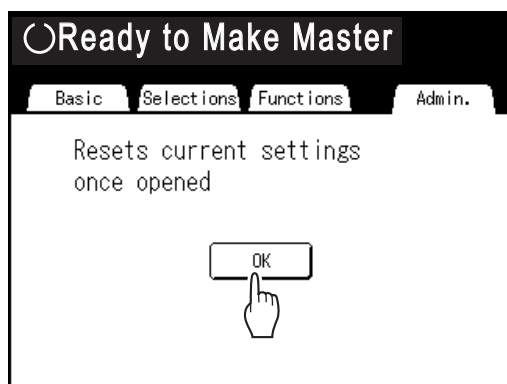 Ready to Make Master
Basic Selections Functions Admin.
Resets current settings
once opened
OK